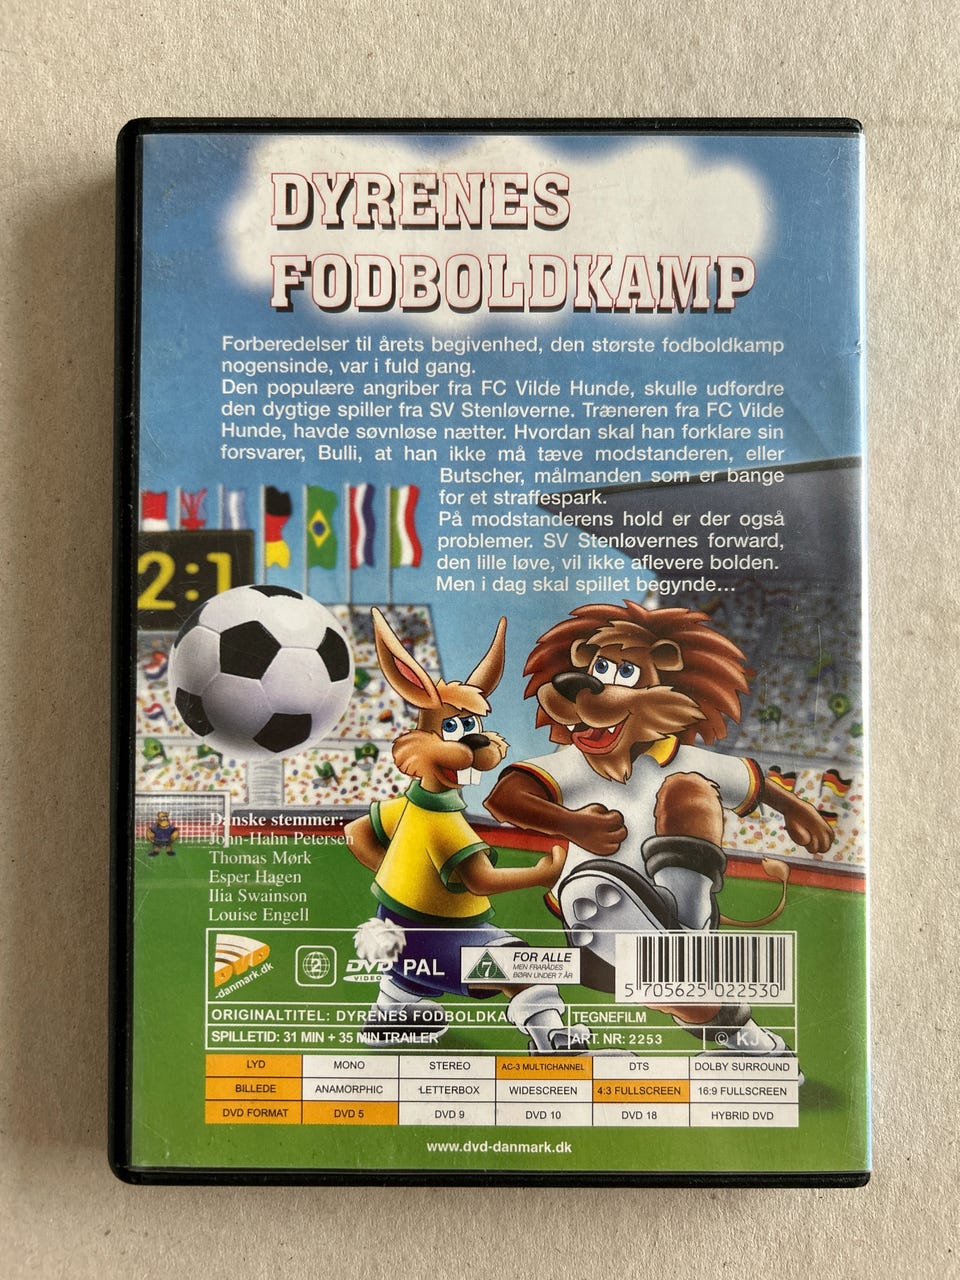 DYRENES
FODBOLDKAMP
Forberedelser til årets begivenhed, den største fodboldkamp
nogensinde, var i fuld gang.
Den populære angriber fra FC Vilde Hunde, skulle udfordre
den dygtige spiller fra SV Stenløverne. Træneren fra FC Vilde
Hunde, havde søvnløse nætter. Hvordan skal han forklare sin
forsvarer, Bulli, at han ikke må tæve modstanderen, eller
Butscher, målmanden som er bange
for et straffespark.
På modstanderens hold er der også
problemer. SV Stenløvernes forward,
den lille løve, vil ikke aflevere bolden.
Men i dag skal spillet begynde...
2:1
Danske stemmer:
John-Hahn Petersen
Thomas Mørk
Esper Hagen
Ilia Swainson
Louise Engell
DVD
-danmark.dk
2
DVD
VIDEO
PAL
7
FOR ALLE
MEN FRARÅDES
BØRN UNDER 7 ÅR
5 705625 022530
ORIGINALTITEL: DYRENES FODBOLDKA
TEGNEFILM
SPILLETID: 31 MIN + 35 MIN TRAILER
ART. NR: 2253
© KJ
LYD MONO STEREO AC-3 MULTICHANNEL DTS DOLBY SURROUND
BILLEDE ANAMORPHIC LETTERBOX WIDESCREEN 4:3 FULLSCREEN 16:9 FULLSCREEN
DVD FORMAT DVD 5 DVD 9 DVD 10 DVD 18 HYBRID DVD
www.dvd-danmark.dk